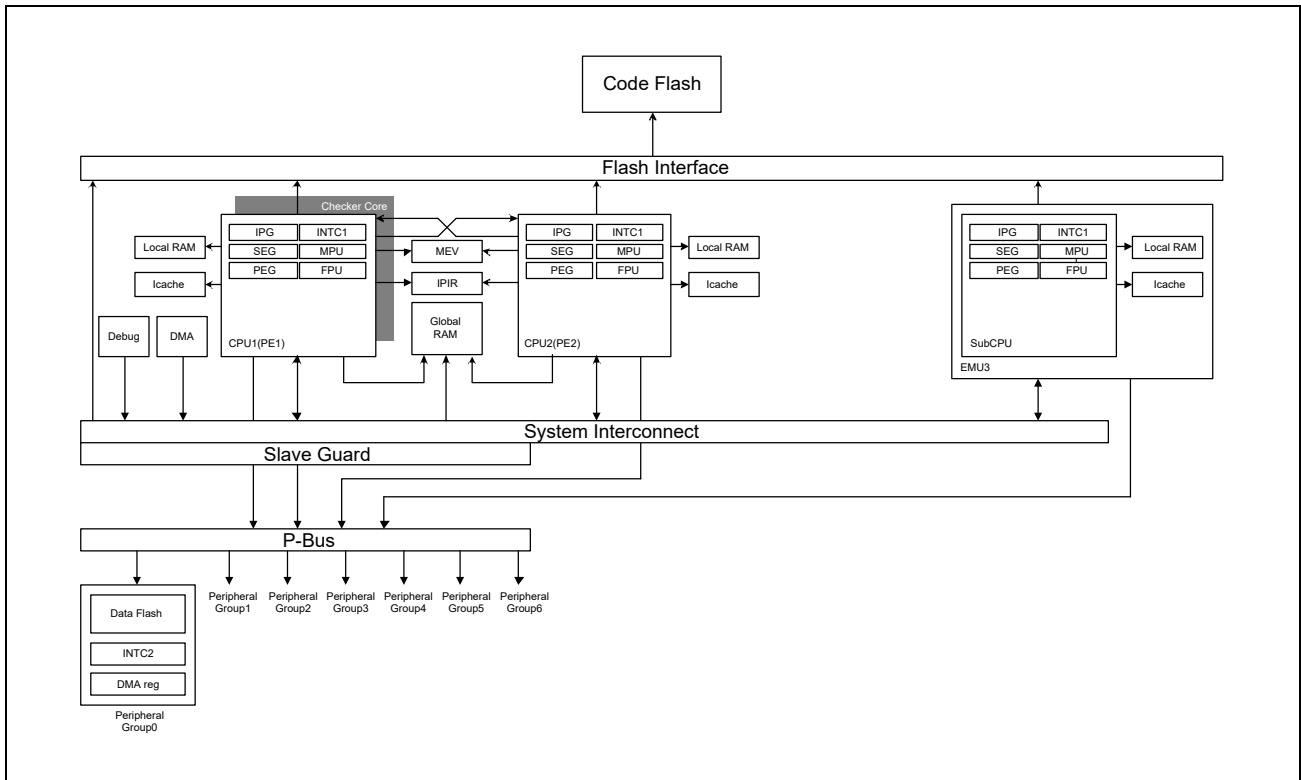 Code Flash
Flash Interface
Checker Core
IPG
INTC1
SEG
MPU
PEG
FPU
CPU1(PE1)
Local RAM
Icache
Debug
DMA
MEV
IPIR
Global
RAM
IPG
INTC1
SEG
MPU
PEG
FPU
CPU2(PE2)
Local RAM
Icache
IPG
INTC1
SEG
MPU
PEG
FPU
SubCPU
EMU3
Local RAM
Icache
System Interconnect
Slave Guard
P-Bus
Data Flash
INTC2
DMA reg
Peripheral
Group0
Peripheral
Group1
Peripheral
Group2
Peripheral
Group3
Peripheral
Group4
Peripheral
Group5
Peripheral
Group6